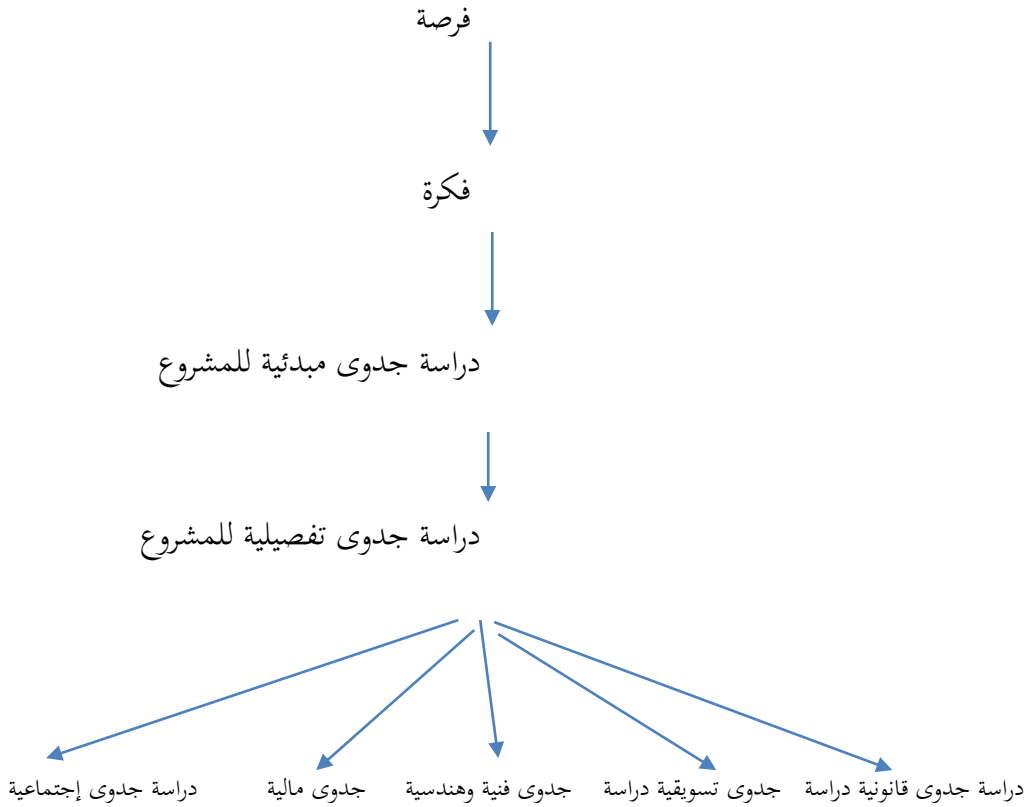 فرصة
فكرة
دراسة جدوى مبدئية للمشروع
دراسة جدوى تفصيلية للمشروع
دراسة جدوى قانونية دراسة جدوى تسويقية دراسة جدوى فنية وهندسية جدوى مالية دراسة جدوى إجتماعية